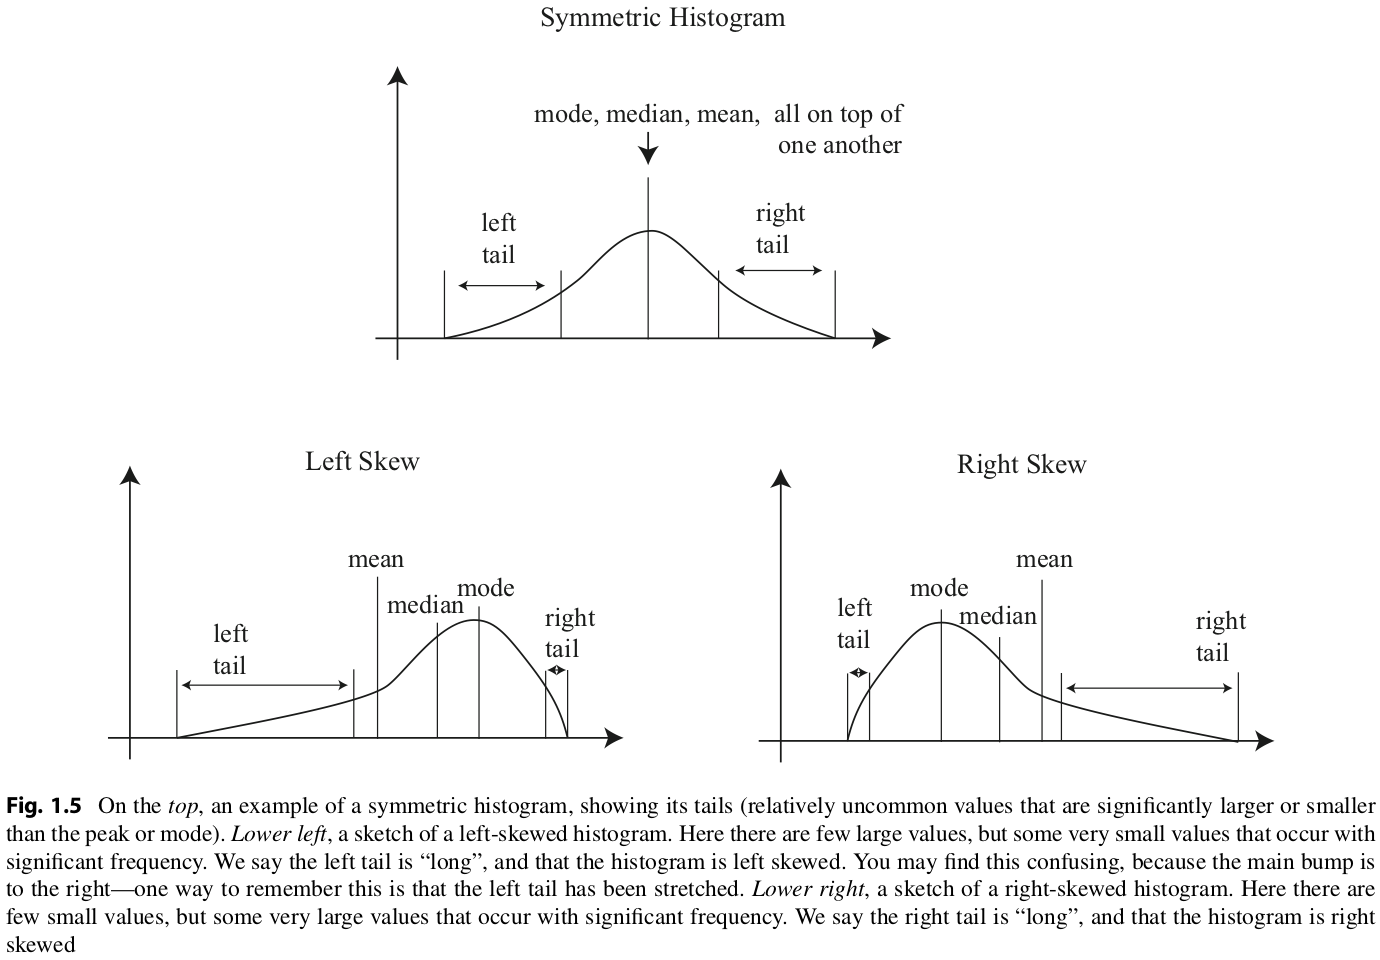 Symmetric Histogram
mode, median, mean, all on top of
one another
left
tail
right
tail
Left Skew
mean
median
mode
left
tail
right
tail
Right Skew
mean
mode
median
left
tail
right
tail
Fig. 1.5 On the top, an example of a symmetric histogram, showing its tails (relatively uncommon values that are significantly larger or smaller
than the peak or mode). Lower left, a sketch of a left-skewed histogram. Here there are few large values, but some very small values that occur with
significant frequency. We say the left tail is “long”, and that the histogram is left skewed. You may find this confusing, because the main bump is
to the right—one way to remember this is that the left tail has been stretched. Lower right, a sketch of a right-skewed histogram. Here there are
few small values, but some very large values that occur with significant frequency. We say the right tail is “long”, and that the histogram is right
skewed